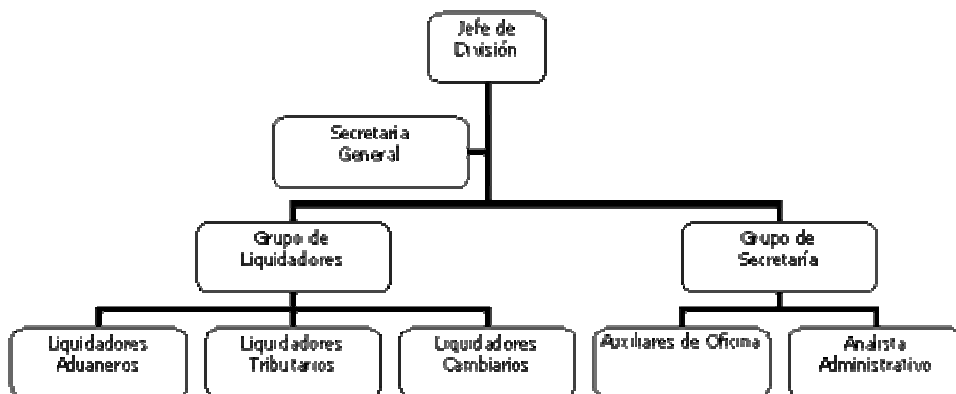 Jefe de
División
Secretaria
General
Grupo de
Liquidadores
Grupo de
Secretaría
Liquidadores
Aduaneros
Liquidadores
Tributarios
Liquidadores
Cambiarios
Auxiliares de Oficina
Analista
Administrativo